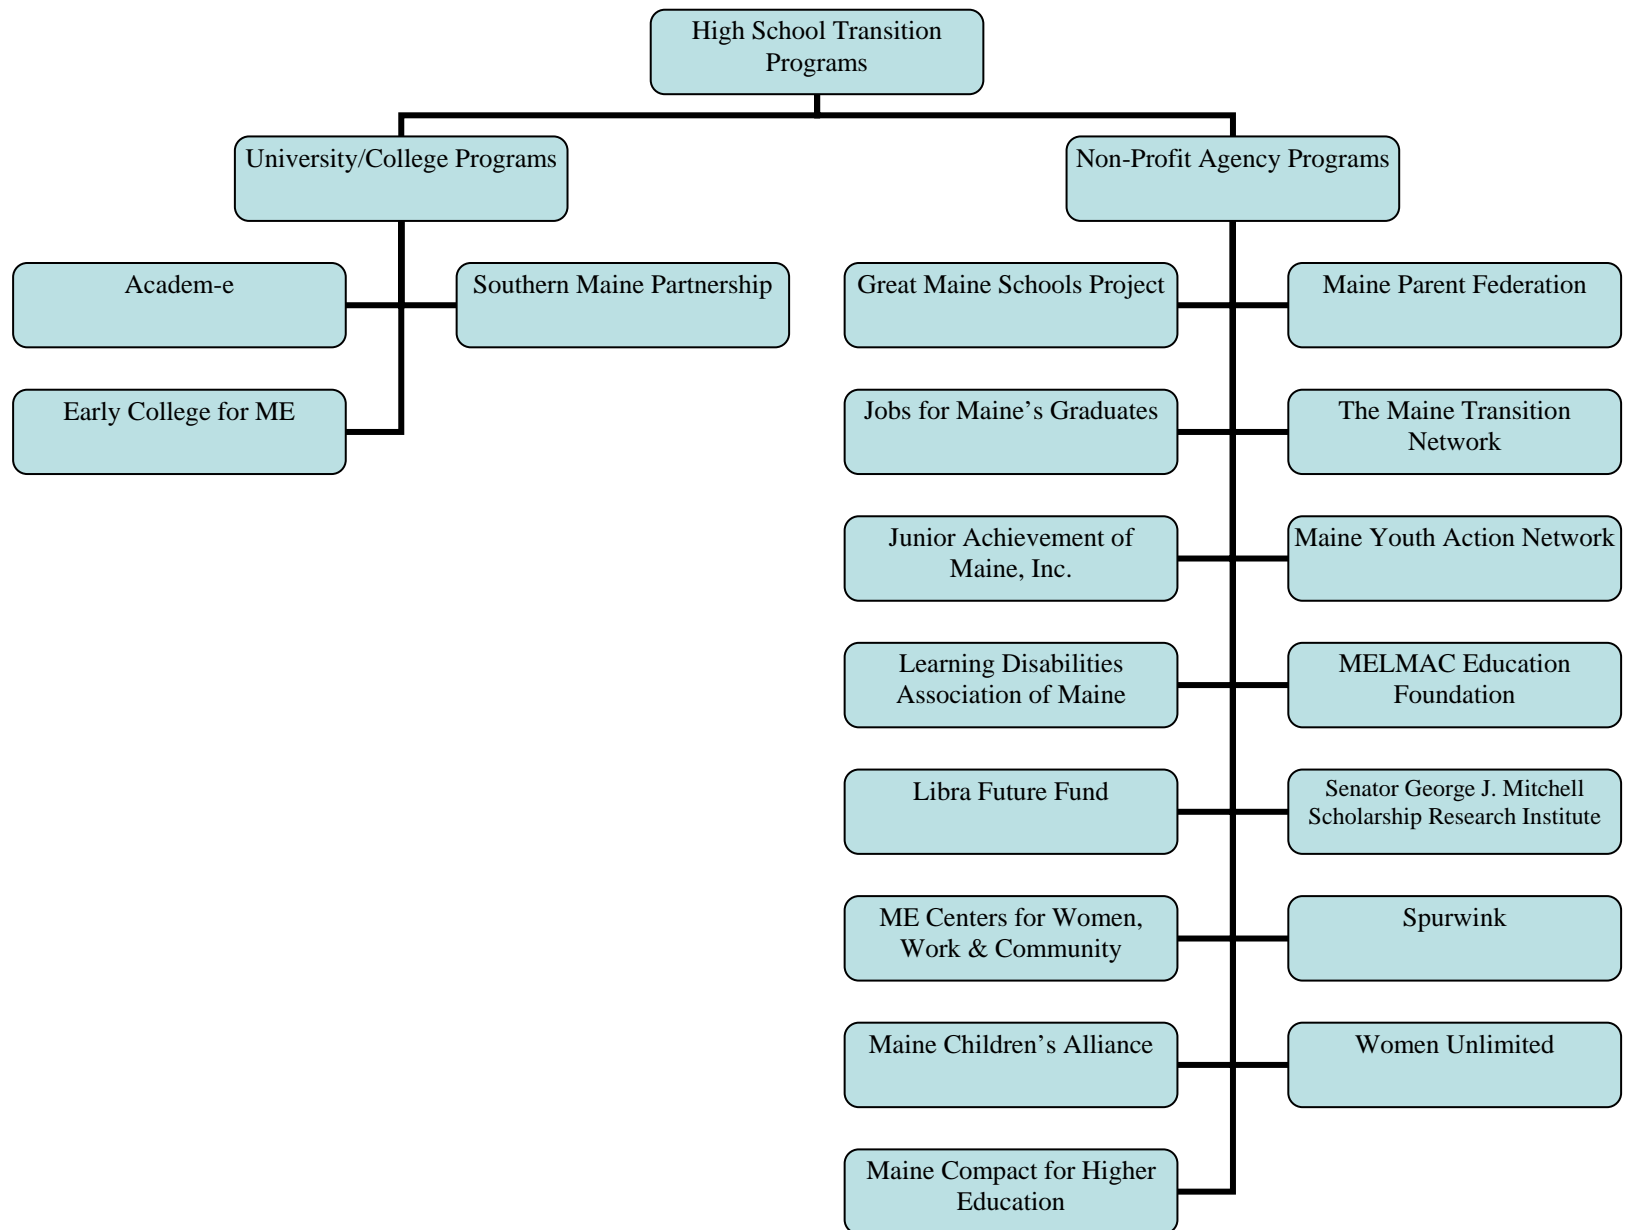 High School Transition
Programs
University/College Programs
Non-Profit Agency Programs
Academ-e
Southern Maine Partnership
Great Maine Schools Project
Maine Parent Federation
Early College for ME
Jobs for Maine’s Graduates
The Maine Transition
Network
Junior Achievement of
Maine, Inc.
Maine Youth Action Network
Learning Disabilities
Association of Maine
MELMAC Education
Foundation
Libra Future Fund
Senator George J. Mitchell
Scholarship Research Institute
ME Centers for Women,
Work & Community
Spurwink
Maine Children’s Alliance
Women Unlimited
Maine Compact for Higher
Education